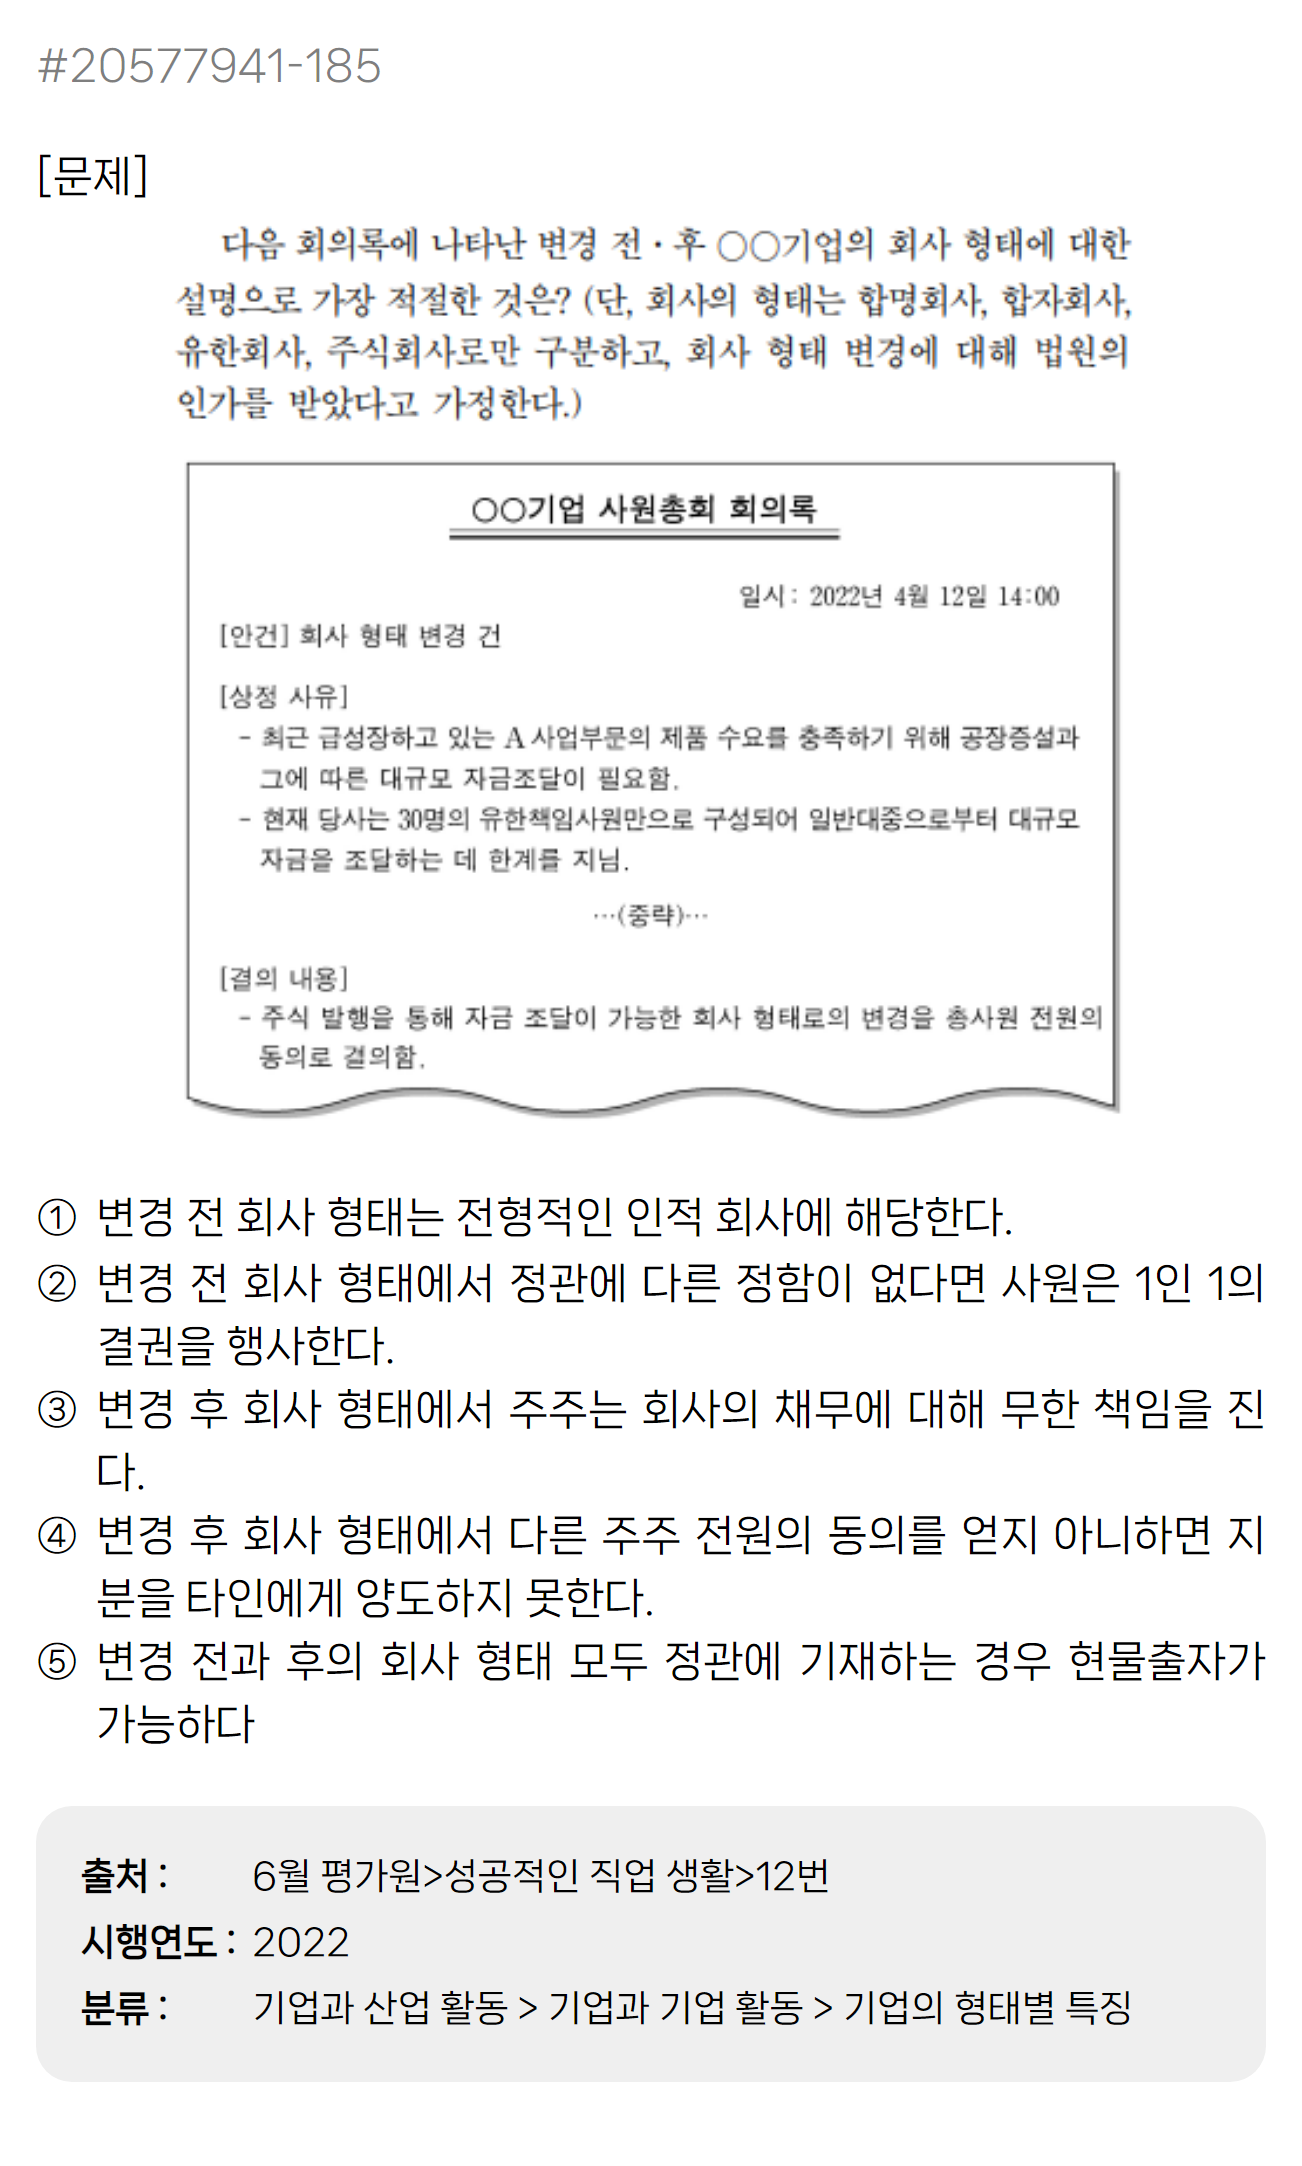 #20577941-185
[문제]
다음 회의록에 나타난 변경 전·후 ○○기업의 회사 형태에 대한
설명으로 가장 적절한 것은? (단, 회사의 형태는 합명회사, 합자회사,
유한회사, 주식회사로만 구분하고, 회사 형태 변경에 대해 법원의
인가를 받았다고 가정한다.)
○○기업 사원총회 회의록
일시: 2022년 4월 12일 14:00
[안건] 회사 형태 변경 건
[상정 사유]
- 최근 급성장하고 있는 A 사업부문의 제품 수요를 충족하기 위해 공장증설과
그에 따른 대규모 자금조달이 필요함.
- 현재 당사는 30명의 유한책임사원만으로 구성되어 일반대중으로부터 대규모
자금을 조달하는 데 한계를 지님.
…(중략)…
[결의 내용]
- 주식 발행을 통해 자금 조달이 가능한 회사 형태로의 변경을 총사원 전원의
동의로 결의함.
① 변경 전 회사 형태는 전형적인 인적 회사에 해당한다.
② 변경 전 회사 형태에서 정관에 다른 정함이 없다면 사원은 1인 1의
결권을 행사한다.
③ 변경 후 회사 형태에서 주주는 회사의 채무에 대해 무한 책임을 진
다.
④ 변경 후 회사 형태에서 다른 주주 전원의 동의를 얻지 아니하면 지
분을 타인에게 양도하지 못한다.
⑤ 변경 전과 후의 회사 형태 모두 정관에 기재하는 경우 현물출자가
가능하다
출처 : 6월 평가원>성공적인 직업 생활>12번
시행연도 : 2022
분류 : 기업과 산업 활동 > 기업과 기업 활동 > 기업의 형태별 특징